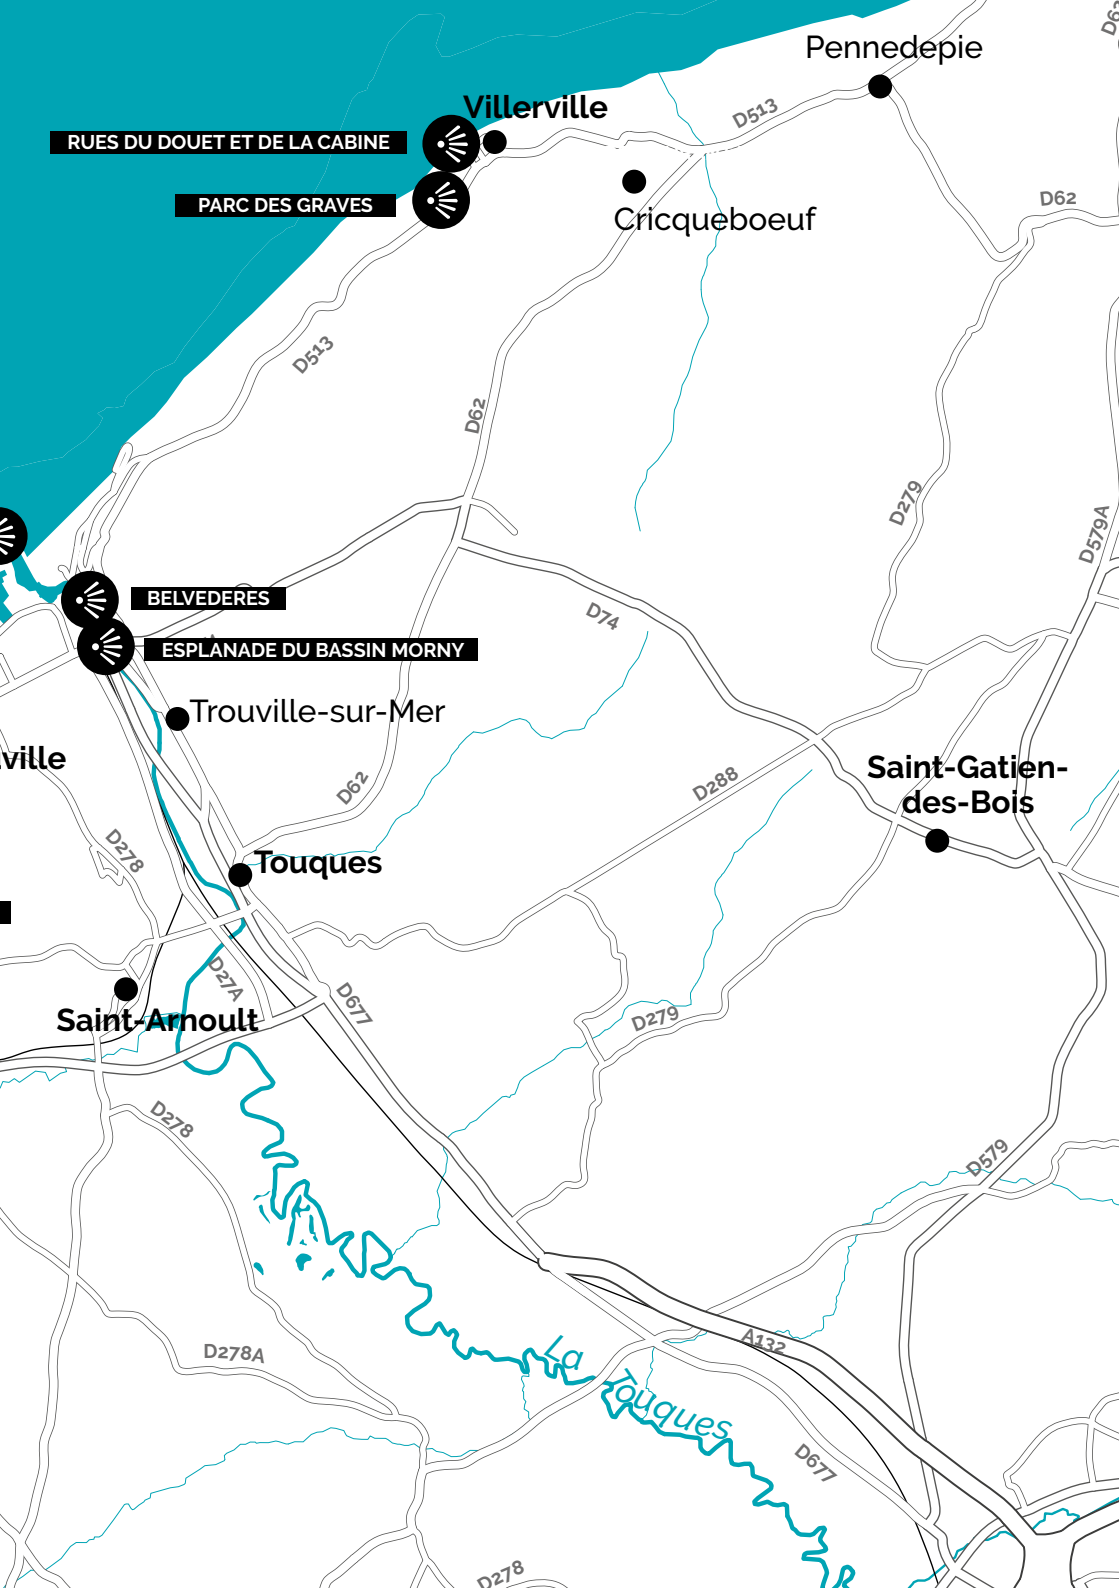 Pennedepie
Villerville
D513
RUES DU DOUET ET DE LA CABINE
PARC DES GRAVES
D62
Cricqueboeuf
D513
D62
D279
D579A
BELVEDERES
D74
ESPLANADE DU BASSIN MORNY
Trouville-sur-Mer
ville
D62
D288
Saint-Gatien-
des-Bois
D278
Touques
D27A
D677
Saint-Arnoult
D279
D278
D579
D278A
La
Touques
A132
D677
D278